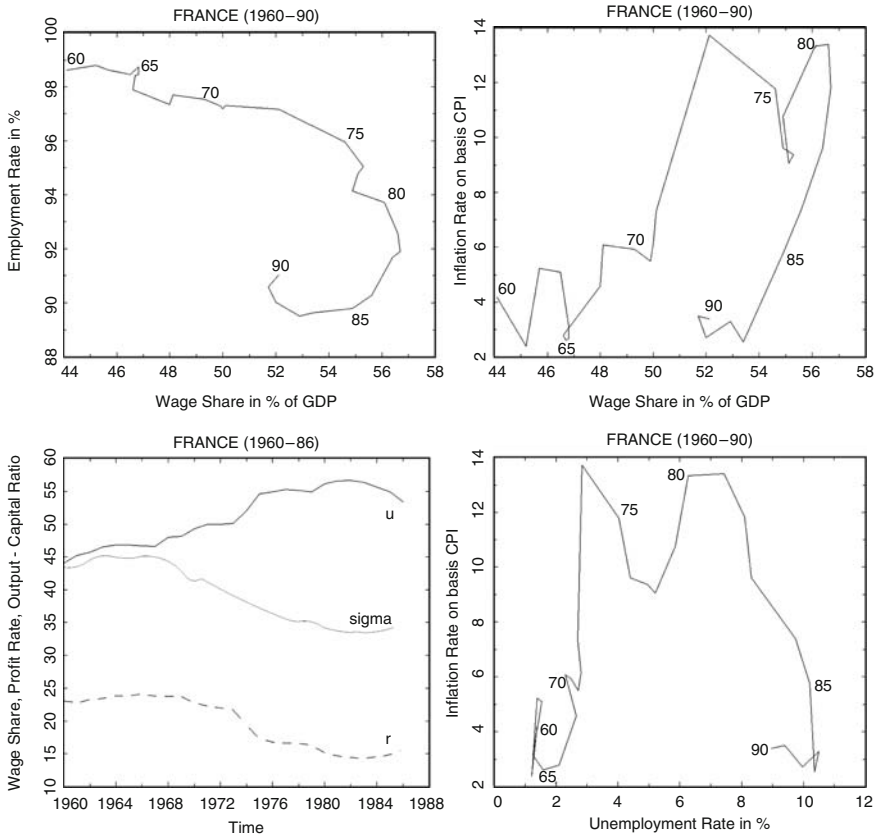 FRANCE (1960–90)
Employment Rate in %
100
98
96
94
92
90
88
60
65
70
75
80
85
90
44 46 48 50 52 54 56 58
Wage Share in % of GDP
FRANCE (1960–90)
Inflation Rate on basis CPI
14
12
10
8
6
4
2
60
65
70
75
80
85
90
44 46 48 50 52 54 56 58
Wage Share in % of GDP
FRANCE (1960–86)
Wage Share, Profit Rate, Output - Capital Ratio
60
55
50
45
40
35
30
25
20
15
10
u
sigma
r
1960 1964 1968 1972 1976 1980 1984 1988
Time
FRANCE (1960–90)
Inflation Rate on basis CPI
14
12
10
8
6
4
2
80
75
70
60
65
85
90
0 2 4 6 8 10 12
Unemployment Rate in %